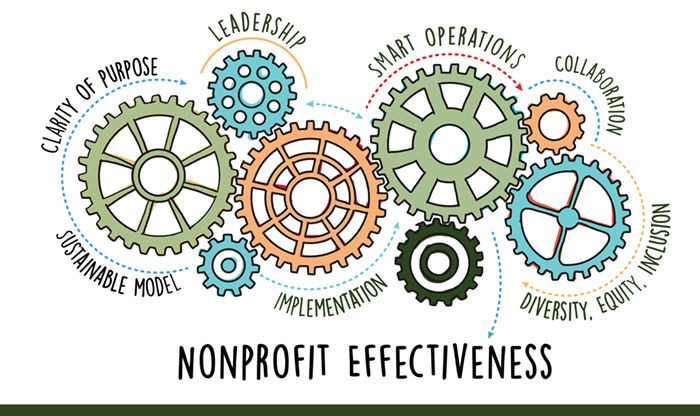 LEADERSHIP
SMART OPERATIONS
COLLABORATION
CLARITY OF PURPOSE
SUSTAINABLE MODEL
IMPLEMENTATION
DIVERSITY, EQUITY, INCLUSION
NONPROFIT EFFECTIVENESS